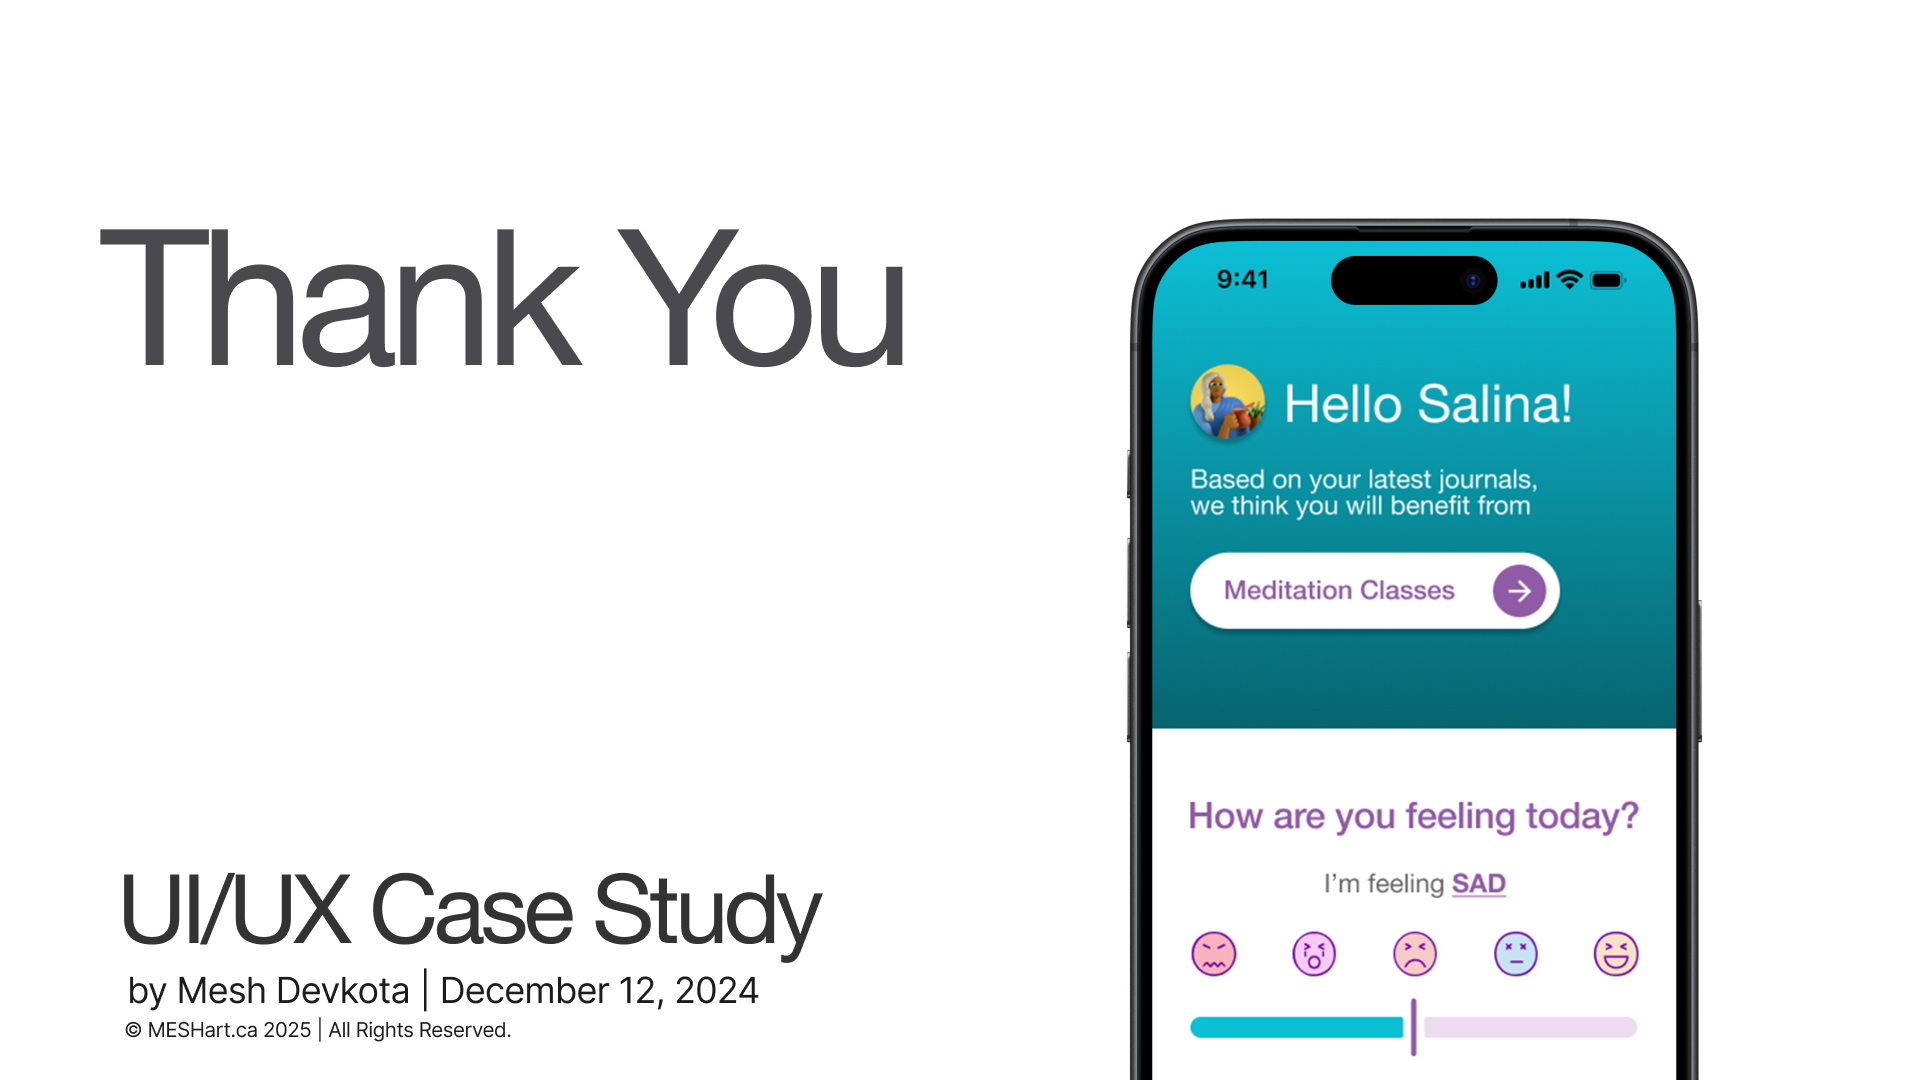 Thank You
UI/UX Case Study
by Mesh Devkota | December 12, 2024
© MESHart.ca 2025 | All Rights Reserved.
9:41
Hello Salina!
Based on your latest journals,
we think you will benefit from
Meditation Classes
How are you feeling today?
I’m feeling SAD